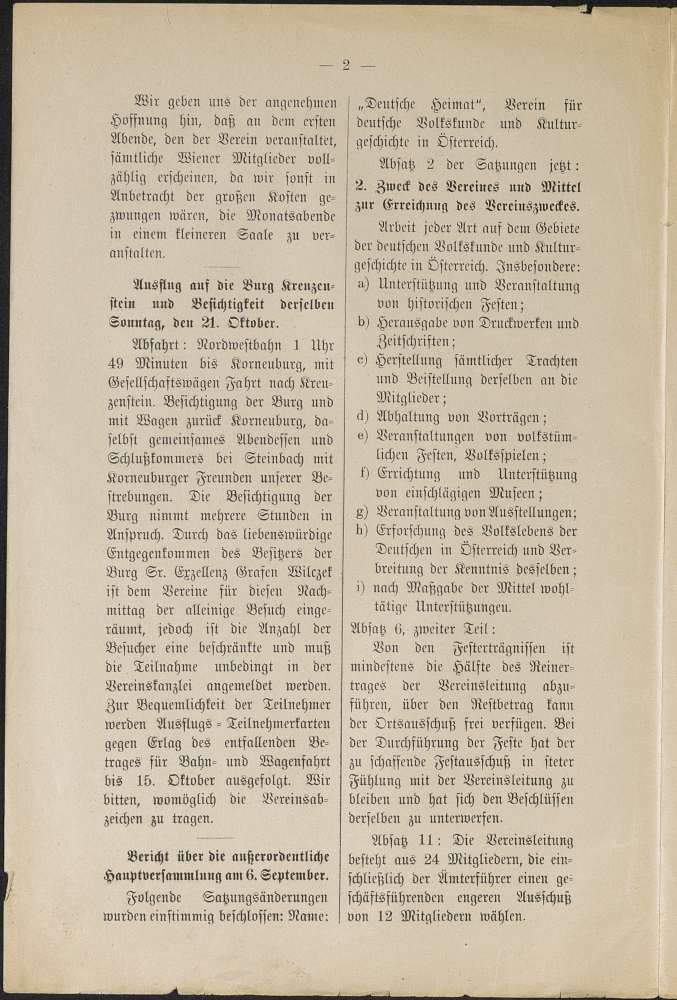 — 2 —
Wir geben uns der angenehmen
Hoffnung hin, daß an dem ersten
Abende, den der Verein veranstaltet,
sämtliche Wiener Mitglieder voll-
zählig erscheinen, da wir sonst in
Anbetracht der großen Kosten ge-
zwungen wären, die Monatsabende
in einem kleineren Saale zu ver-
anstalten.
Ausflug auf die Burg Kreuzen-
stein und Besichtigkeit derselben
Sonntag, den 21. Oktober.
Abfahrt: Nordwestbahn 1 Uhr
49 Minuten bis Korneuburg, mit
Gesellschaftswägen Fahrt nach Kreu-
zenstein. Besichtigung der Burg und
mit Wagen zurück Korneuburg, da-
selbst gemeinsames Abendessen und
Schlußkommers bei Steinbach mit
Korneuburger Freunden unserer Be-
strebungen. Die Besichtigung der
Burg nimmt mehrere Stunden in
Anspruch. Durch das liebenswürdige
Entgegenkommen des Besitzers der
Burg Sr. Exzellenz Grafen Wilczek
ist dem Vereine für diesen Nach-
mittag der alleinige Besuch einge-
räumt, jedoch ist die Anzahl der
Besucher eine beschränkte und muß
die Teilnahme unbedingt in der
Vereinskanzlei angemeldet werden.
Zur Bequemlichkeit der Teilnehmer
werden Ausflugs-Teilnehmerkarten
gegen Erlag des entfallenden Be-
trages für Bahn- und Wagenfahrt
bis 15. Oktober ausgefolgt. Wir
bitten, womöglich die Vereinsab-
zeichen zu tragen.
Bericht über die außerordentliche
Hauptversammlung am 6. September.
Folgende Satzungsänderungen
wurden einstimmig beschlossen: Name:
„Deutsche Heimat“, Verein für
deutsche Volkskunde und Kultur-
geschichte in Österreich.
Absatz 2 der Satzungen jetzt:
2. Zweck des Vereines und Mittel
zur Erreichung des Vereinszweckes.
Arbeit jeder Art auf dem Gebiete
der deutschen Volkskunde und Kultur-
geschichte in Österreich. Insbesondere:
a) Unterstützung und Veranstaltung
von historischen Festen;
b) Herausgabe von Druckwerken und
Zeitschriften;
c) Herstellung sämtlicher Trachten
und Beistellung derselben an die
Mitglieder;
d) Abhaltung von Vorträgen;
e) Veranstaltungen von volkstüm-
lichen Festen, Volksspielen;
f) Errichtung und Unterstützung
von einschlägigen Museen;
g) Veranstaltung von Ausstellungen;
h) Erforschung des Volkslebens der
Deutschen in Österreich und Ver-
breitung der Kenntnis desselben;
i) nach Maßgabe der Mittel wohl-
tätige Unterstützungen.
Absatz 6, zweiter Teil:
Von den Festerträgnissen ist
mindestens die Hälfte des Reiner-
trages der Vereinsleitung abzu-
führen, über den Restbetrag kann
der Ortsausschuß frei verfügen. Bei
der Durchführung der Feste hat der
zu schaffende Festausschuß in steter
Fühlung mit der Vereinsleitung zu
bleiben und hat sich den Beschlüssen
derselben zu unterwerfen.
Absatz 11: Die Vereinsleitung
besteht aus 24 Mitgliedern, die ein-
schließlich der Ämterführer einen ge-
schäftsführenden engeren Ausschuß
von 12 Mitgliedern wählen.